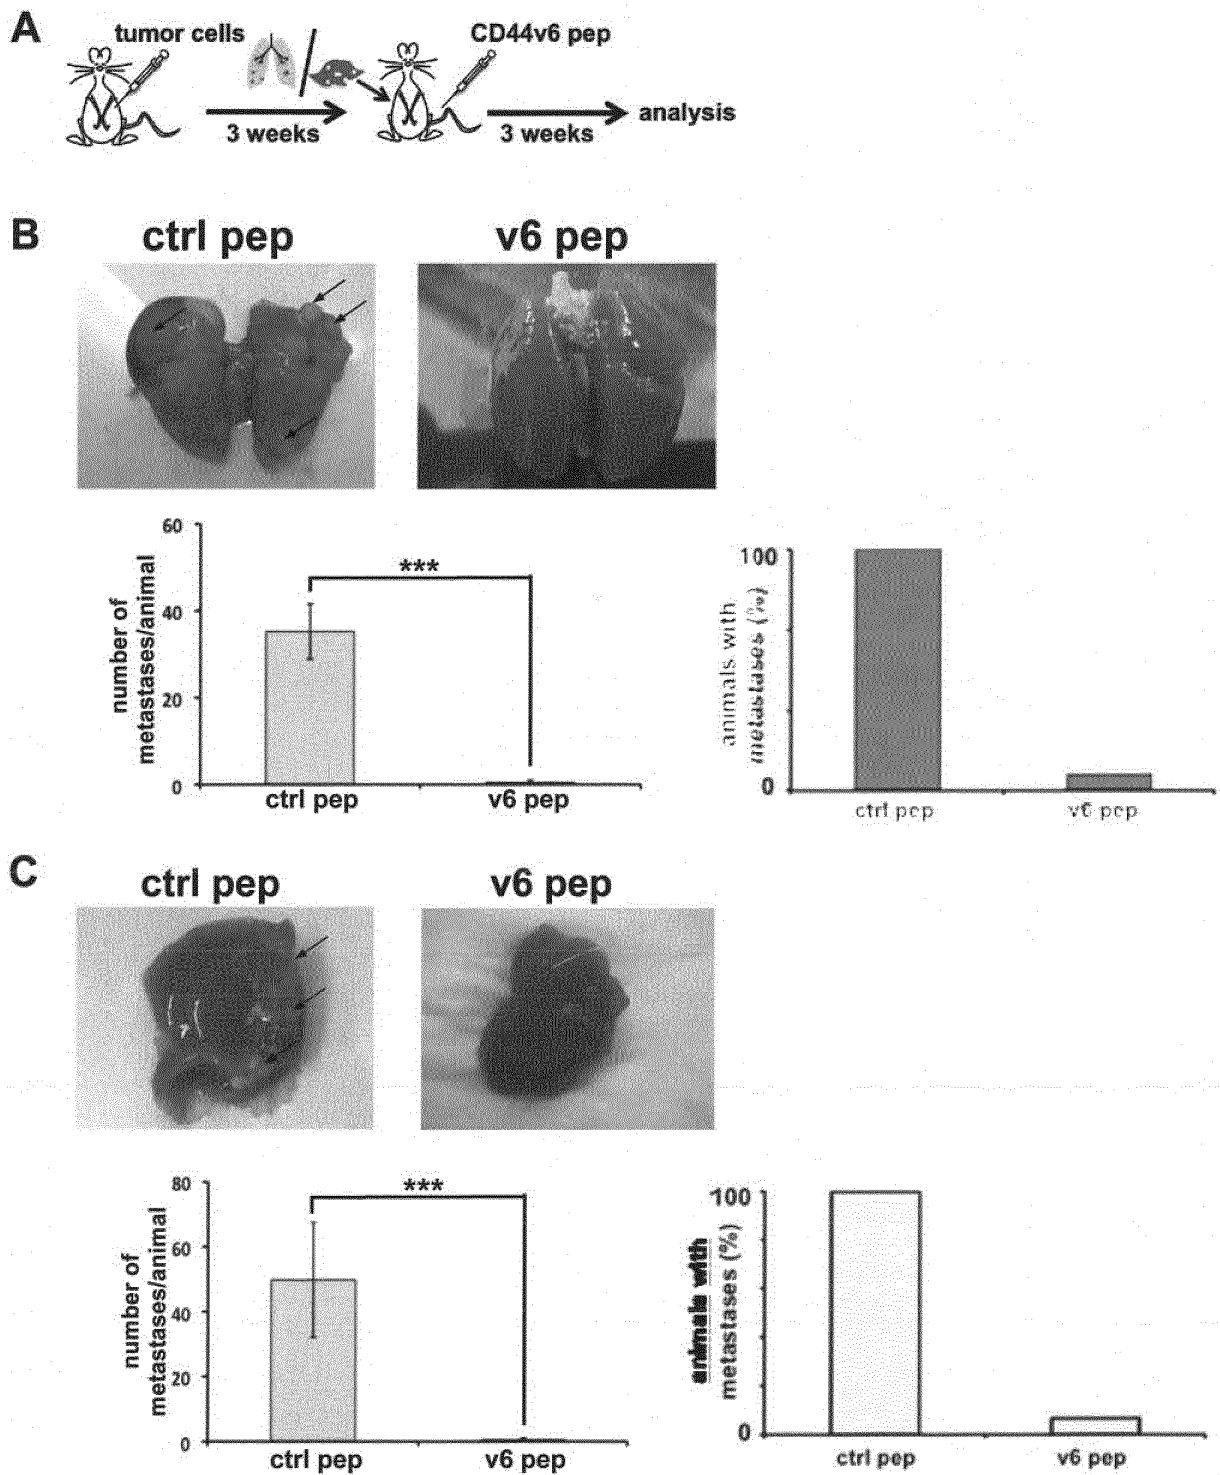 A
tumor cells
CD44v6 pep
3 weeks
3 weeks
analysis
B
ctrl pep
v6 pep
number of
metastases/animal
60
40
20
0
***
ctrl pep
v6 pep
animals with
metastases (%)
100
0
ctrl pep
v6 pep
C
ctrl pep
v6 pep
number of
metastases/animal
80
60
40
20
0
***
ctrl pep
v6 pep
animals with
metastases (%)
100
0
ctrl pep
v6 pep